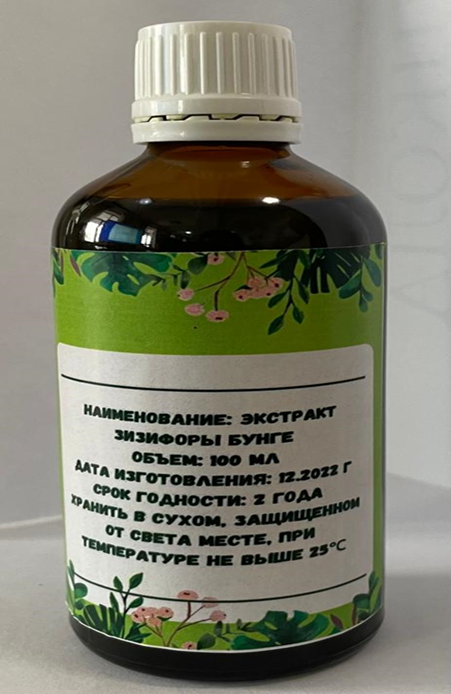 НАИМЕНОВАНИЕ: ЭКСТРАКТ
ЗИЗИФОРЫ БУНГЕ
ОБЪЕМ: 100 МЛ
ДАТА ИЗГОТОВЛЕНИЯ: 12.2022 Г
СРОК ГОДНОСТИ: 2 ГОДА
ХРАНИТЬ В СУХОМ, ЗАЩИЩЕННОМ
ОТ СВЕТА МЕСТЕ, ПРИ
ТЕМПЕРАТУРЕ НЕ ВЫШЕ 25°С